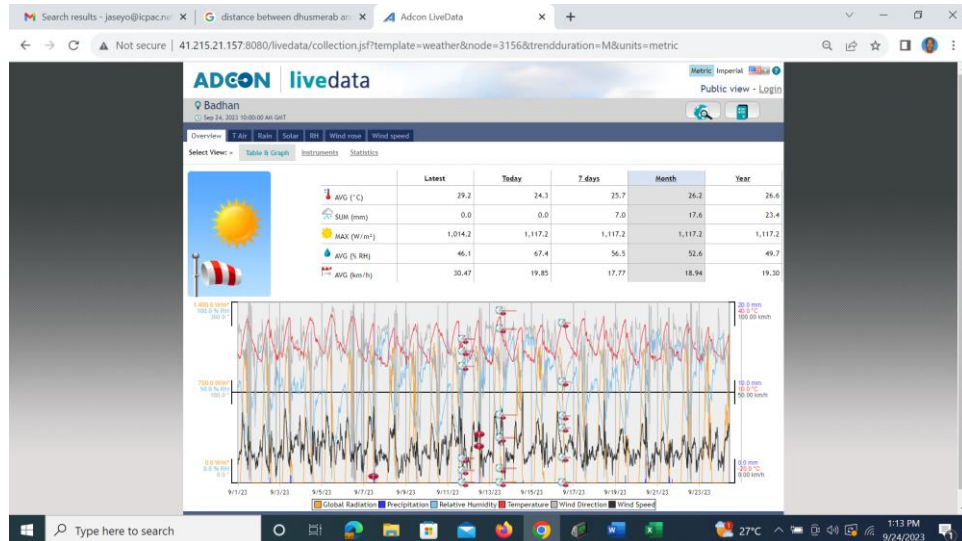 Search results - jaseyo@icpac.net
distance between dhusmerab an
Adcon LiveData
Not secure | 41.215.21.157:8080/livedata/collection.jsf?template=weather&node=3156&trendduration=M&units=metric
ADCON livedata
Metric Imperial
Public view - Login
Badhan
Sep 24, 2023 10:00:00 AM GMT
Overview T Air Rain Solar RH Wind rose Wind speed
Select View: - Table & Graph Instruments Statistics
Latest Today 7 days Month Year
AVG (°C) 29.2 24.3 25.7 26.2 26.6
SUM (mm) 0.0 0.0 7.0 17.6 23.4
MAX (W/m²) 1,014.2 1,117.2 1,117.2 1,117.2 1,117.2
AVG (% RH) 46.1 67.4 56.5 52.6 49.7
AVG (km/h) 30.47 19.85 17.77 18.94 19.30
1,400.0 W/m² 20.0 mm
100.0 % RH 40.0 °C
360.0 ° 100.00 km/h
700.0 W/m² 10.0 mm
50.0 % RH 10.0 °C
180.0 ° 50.00 km/h
0.0 W/m² 0.0 mm
0.0 % RH -20.0 °C
0.0 ° 0.00 km/h
9/1/23 9/3/23 9/5/23 9/7/23 9/9/23 9/11/23 9/13/23 9/15/23 9/17/23 9/19/23 9/21/23 9/23/23
Global Radiation Precipitation Relative Humidity Temperature Wind Direction Wind Speed
Type here to search
27°C
1:13 PM
9/24/2023